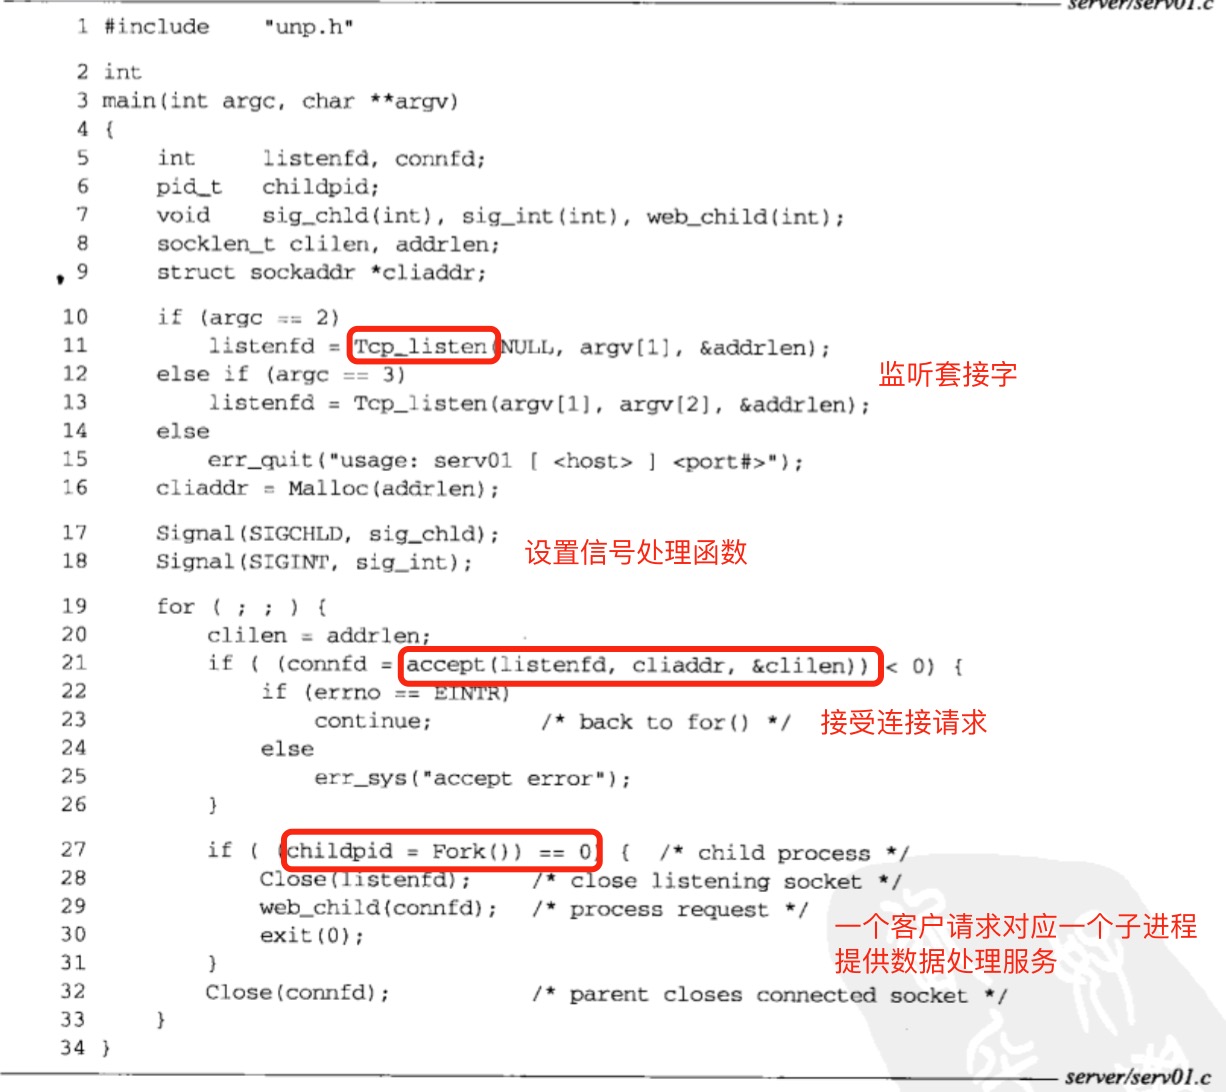 server/serv01.c
1 #include    "unp.h"
2 int
3 main(int argc, char **argv)
4 {
5     int     listenfd, connfd;
6     pid_t   childpid;
7     void    sig_chld(int), sig_int(int), web_child(int);
8     socklen_t clilen, addrlen;
9     struct sockaddr *cliaddr;
10     if (argc == 2)
11         listenfd = Tcp_listen(NULL, argv[1], &addrlen);
监听套接字
12     else if (argc == 3)
13         listenfd = Tcp_listen(argv[1], argv[2], &addrlen);
14     else
15         err_quit("usage: serv01 [ <host> ] <port#>");
16     cliaddr = Malloc(addrlen);
17     Signal(SIGCHLD, sig_chld);
设置信号处理函数
18     Signal(SIGINT, sig_int);
19     for ( ; ; ) {
20         clilen = addrlen;
21         if ( (connfd = accept(listenfd, cliaddr, &clilen)) < 0) {
22             if (errno == EINTR)
23                 continue;        /* back to for() */
接受连接请求
24             else
25                 err_sys("accept error");
26         }
27         if ( (childpid = Fork()) == 0) {  /* child process */
28             Close(listenfd);    /* close listening socket */
29             web_child(connfd);  /* process request */
一个客户请求对应一个子进程
30             exit(0);
提供数据处理服务
31         }
32         Close(connfd);          /* parent closes connected socket */
33     }
34 }
server/serv01.c